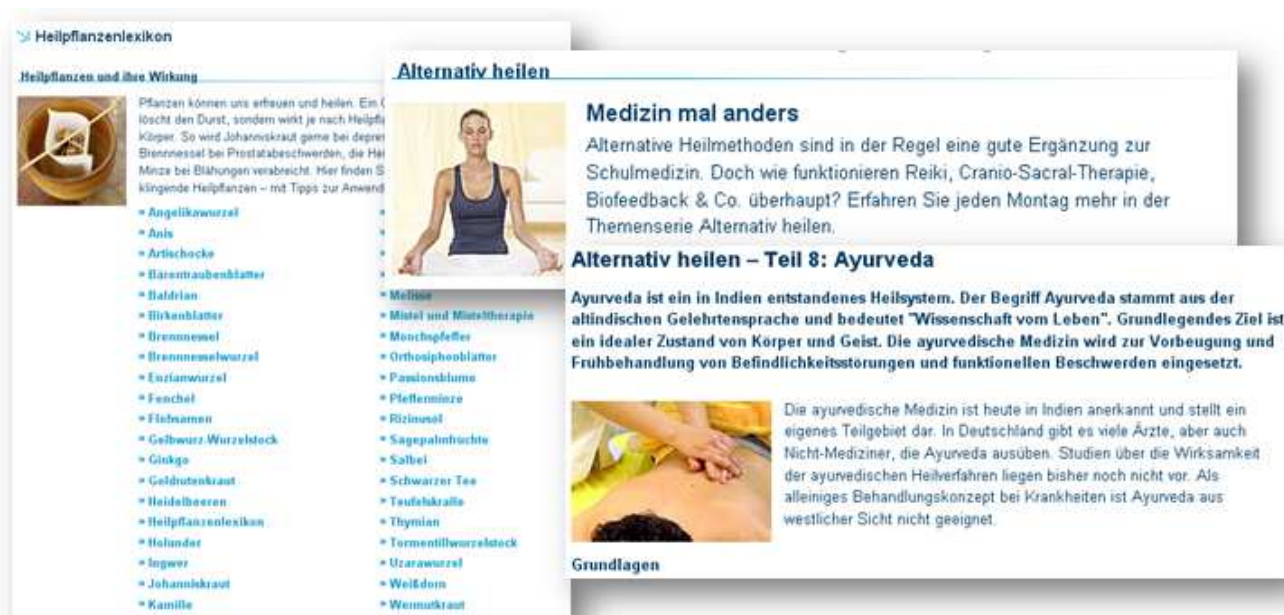 Heilpflanzenlexikon
Heilpflanzen und ihre Wirkung
Pflanzen können uns erfreuen und heilen. Ein
löscht den Durst, sondern wirkt je nach
Körper. So wird Johanniskraut gerne bei
Brennnessel bei Prostatabeschwerden, die
Minze bei Blähungen verabreicht. Hier finden
klingende Heilpflanzen – mit Tipps zur
» Angelikawurzel
» Anis
» Artischocke
» Bärentraubenblätter
» Baldrian
» Birkenblätter
» Brennnessel
» Brennnesselwurzel
» Enzianwurzel
» Fenchel
» Flohsamen
» Gelbwurz-Wurzelstock
» Ginkgo
» Goldrutenkraut
» Heidelbeeren
» Heilpflanzenlexikon
» Holunder
» Ingwer
» Johanniskraut
» Kamille
» Melisse
» Mistel und Misteltherapie
» Mönchspfeffer
» Orthosiphonblätter
» Passionsblume
» Pfefferminze
» Rizinusöl
» Sägepalmfrüchte
» Salbei
» Schwarzer Tee
» Teufelskralle
» Thymian
» Tormentillwurzelstock
» Uzarawurzel
» Weißdorn
» Wermutkraut
Alternativ heilen
Medizin mal anders
Alternative Heilmethoden sind in der Regel eine gute Ergänzung zur
Schulmedizin. Doch wie funktionieren Reiki, Cranio-Sacral-Therapie,
Biofeedback & Co. überhaupt? Erfahren Sie jeden Montag mehr in der
Themenserie Alternativ heilen.
Alternativ heilen – Teil 8: Ayurveda
Ayurveda ist ein in Indien entstandenes Heilsystem. Der Begriff Ayurveda stammt aus der
altindischen Gelehrtensprache und bedeutet "Wissenschaft vom Leben". Grundlegendes Ziel ist
ein idealer Zustand von Körper und Geist. Die ayurvedische Medizin wird zur Vorbeugung und
Frühbehandlung von Befindlichkeitsstörungen und funktionellen Beschwerden eingesetzt.
Die ayurvedische Medizin ist heute in Indien anerkannt und stellt ein
eigenes Teilgebiet dar. In Deutschland gibt es viele Ärzte, aber auch
Nicht-Mediziner, die Ayurveda ausüben. Studien über die Wirksamkeit
der ayurvedischen Heilverfahren liegen bisher noch nicht vor. Als
alleiniges Behandlungskonzept bei Krankheiten ist Ayurveda aus
westlicher Sicht nicht geeignet.
Grundlagen